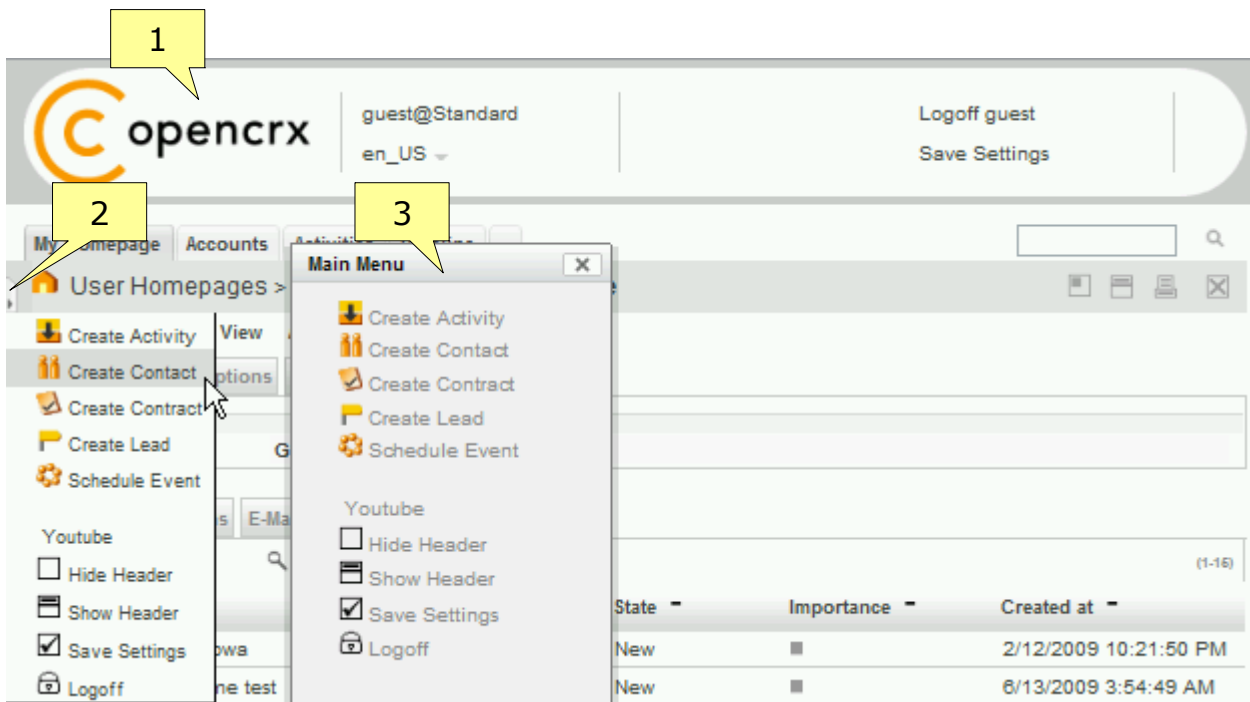 1
opencrx
guest@Standard
en_US
Logoff guest
Save Settings
2
3
My Homepage
Accounts
User Homepages >
Main Menu
Create Activity
Create Contact
Create Contract
Create Lead
Schedule Event
Youtube
Hide Header
Show Header
Save Settings
Logoff
View
ptions
G
s
E-Ma
Create Activity
Create Contact
Create Contract
Create Lead
Schedule Event
Youtube
Hide Header
Show Header
Save Settings
Logoff
(1-15)
State
Importance
Created at
owa
New
2/12/2009 10:21:50 PM
ne test
New
6/13/2009 3:54:49 AM